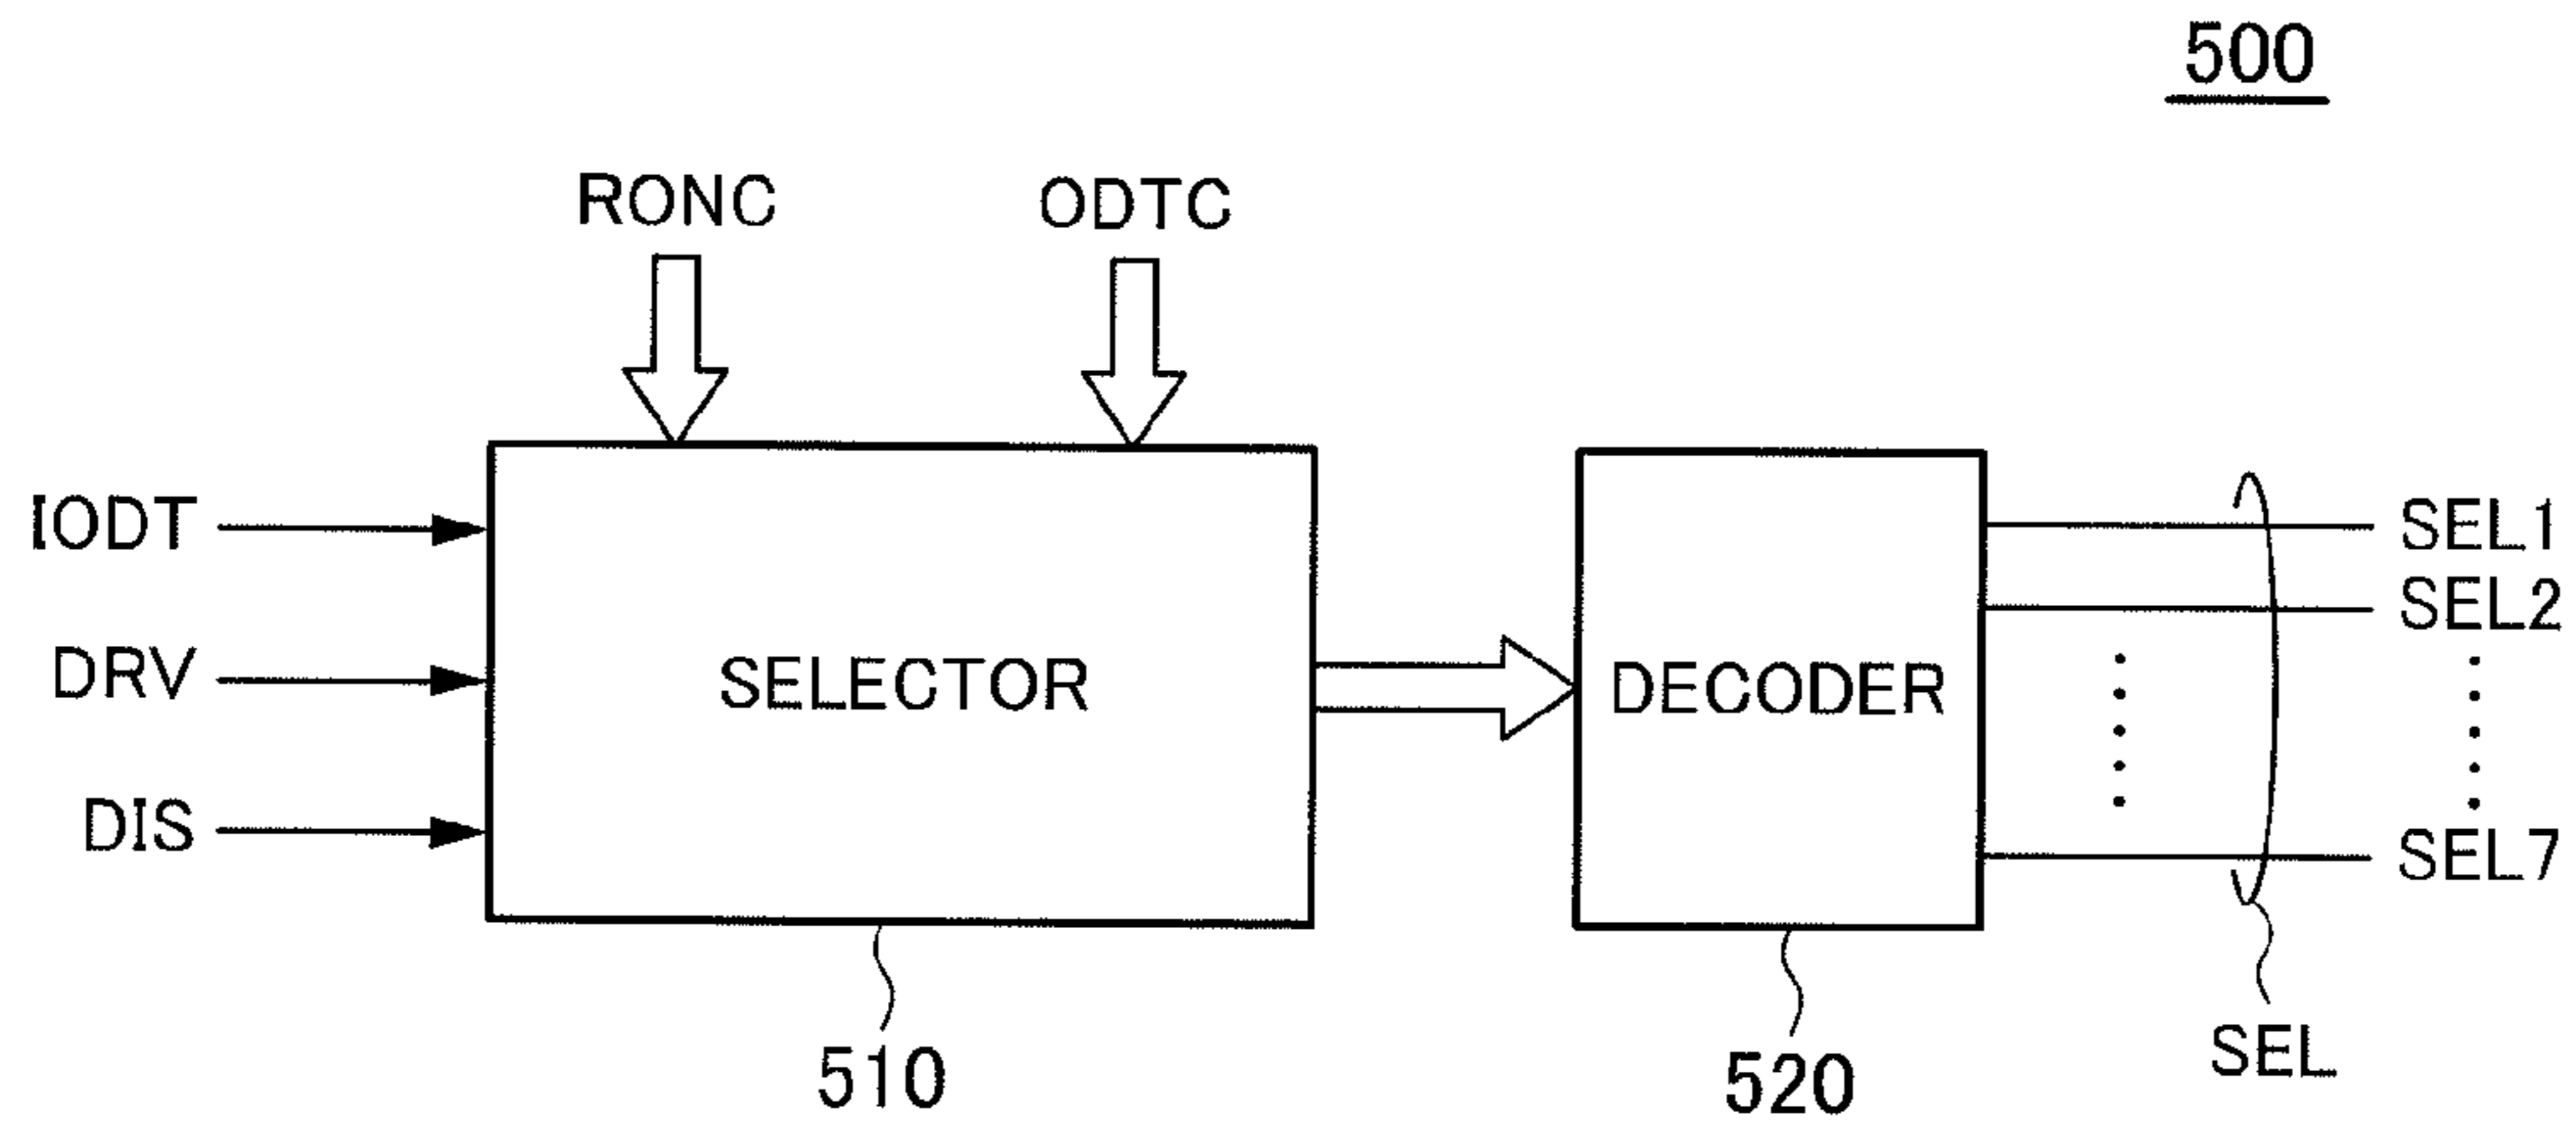 500
RONC
ODTC
IODT
DRV
DIS
SELECTOR
DECODER
SEL1
SEL2
SEL7
510
520
SEL